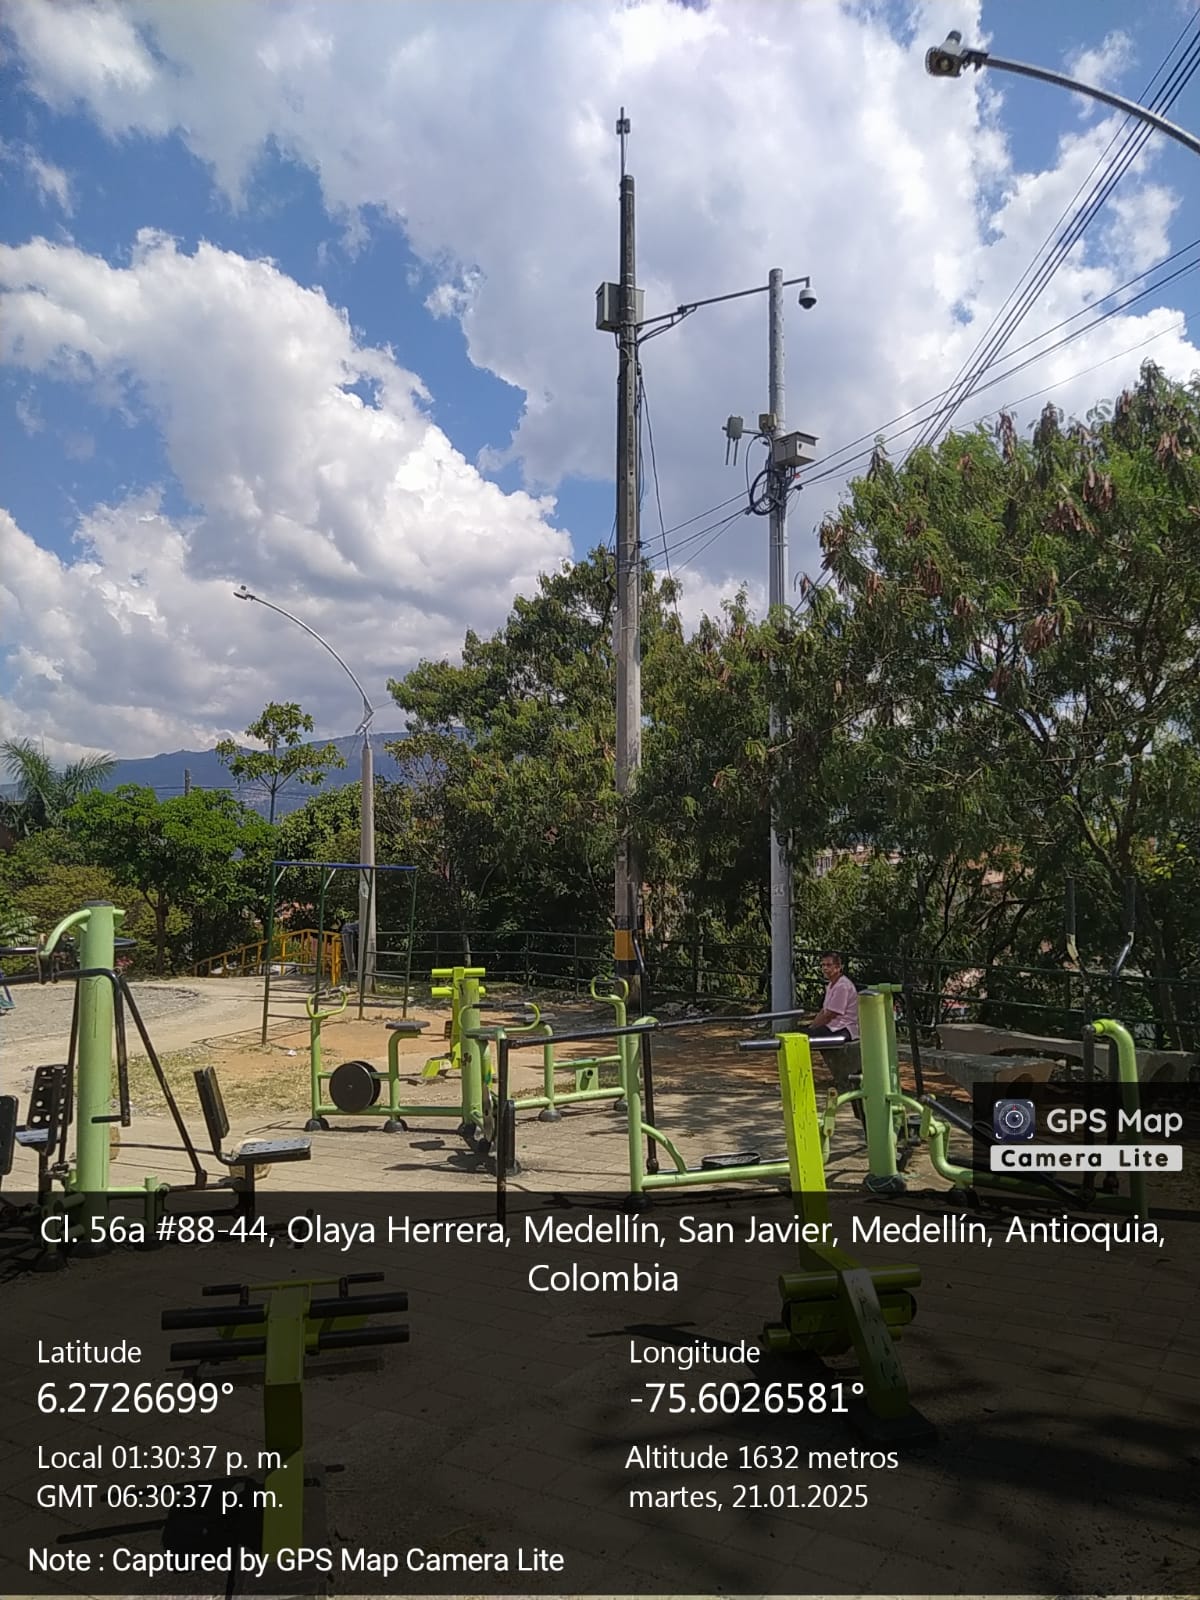 GPS Map
Camera Lite
Cl. 56a #88-44, Olaya Herrera, Medellín, San Javier, Medellín, Antioquia,
Colombia
Latitude
6.2726699°
Longitude
-75.6026581°
Local 01:30:37 p. m.
GMT 06:30:37 p. m.
Altitude 1632 metros
martes, 21.01.2025
Note : Captured by GPS Map Camera Lite